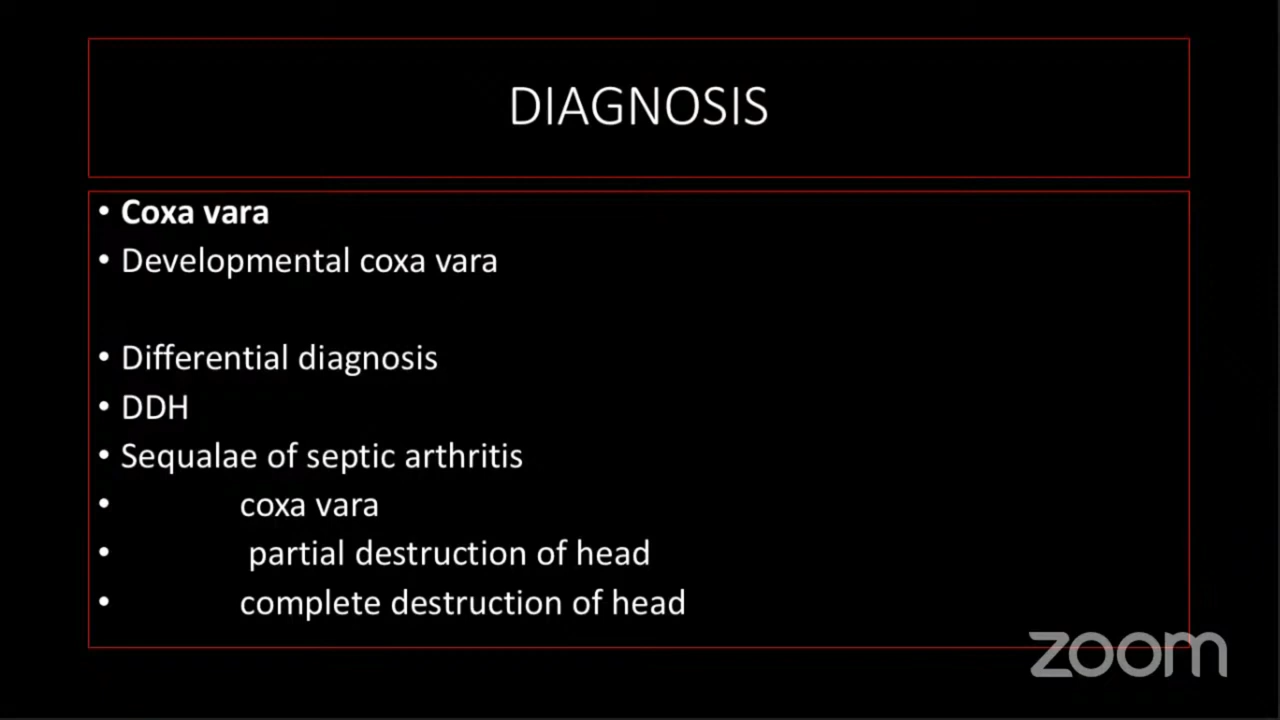 DIAGNOSIS
• Coxa vara
• Developmental coxa vara
• Differential diagnosis
• DDH
• Sequalae of septic arthritis
• coxa vara
• partial destruction of head
• complete destruction of head
zoom